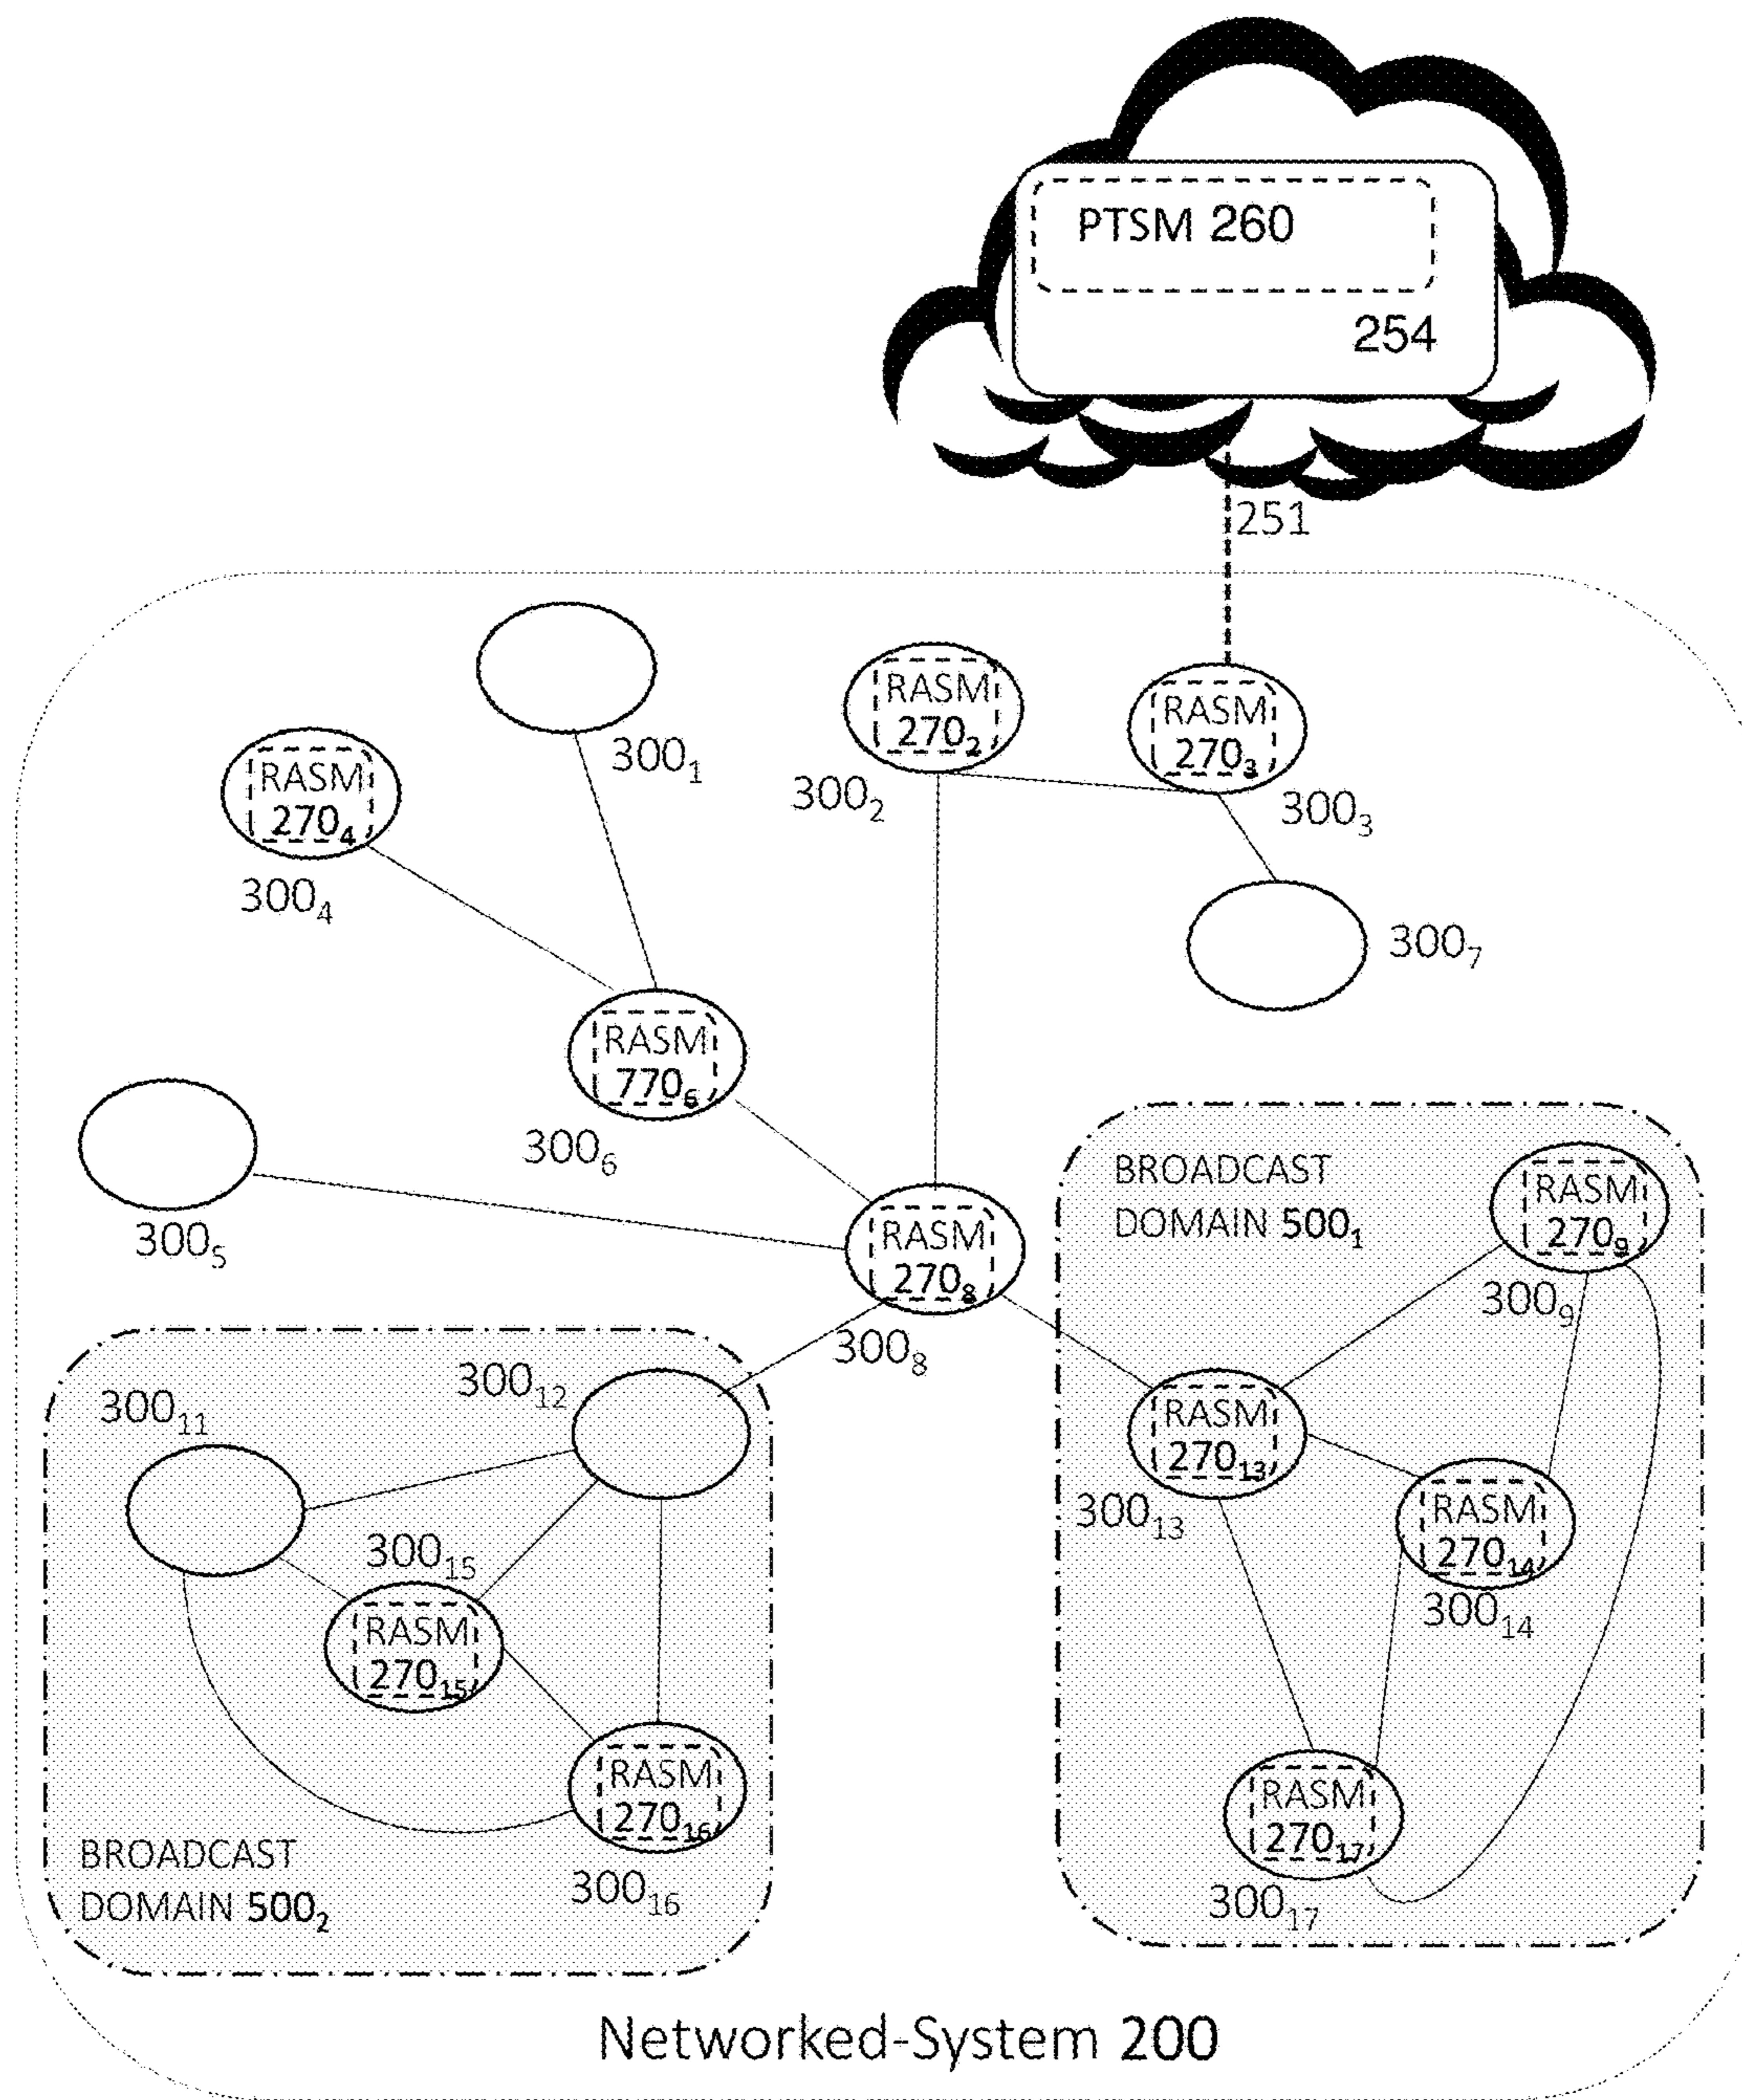 PTSM 260
254
251
300₁
RASM
270₂
300₂
RASM
270₃
300₃
RASM
270₄
300₄
300₇
RASM
770₆
300₆
300₅
RASM
270₈
300₈
BROADCAST
DOMAIN 500₁
RASM
270₉
300₉
RASM
270₁₃
300₁₃
RASM
270₁₄
300₁₄
RASM
270₁₇
300₁₇
300₁₂
300₁₁
300₁₅
RASM
270₁₅
RASM
270₁₆
300₁₆
BROADCAST
DOMAIN 500₂
Networked-System 200